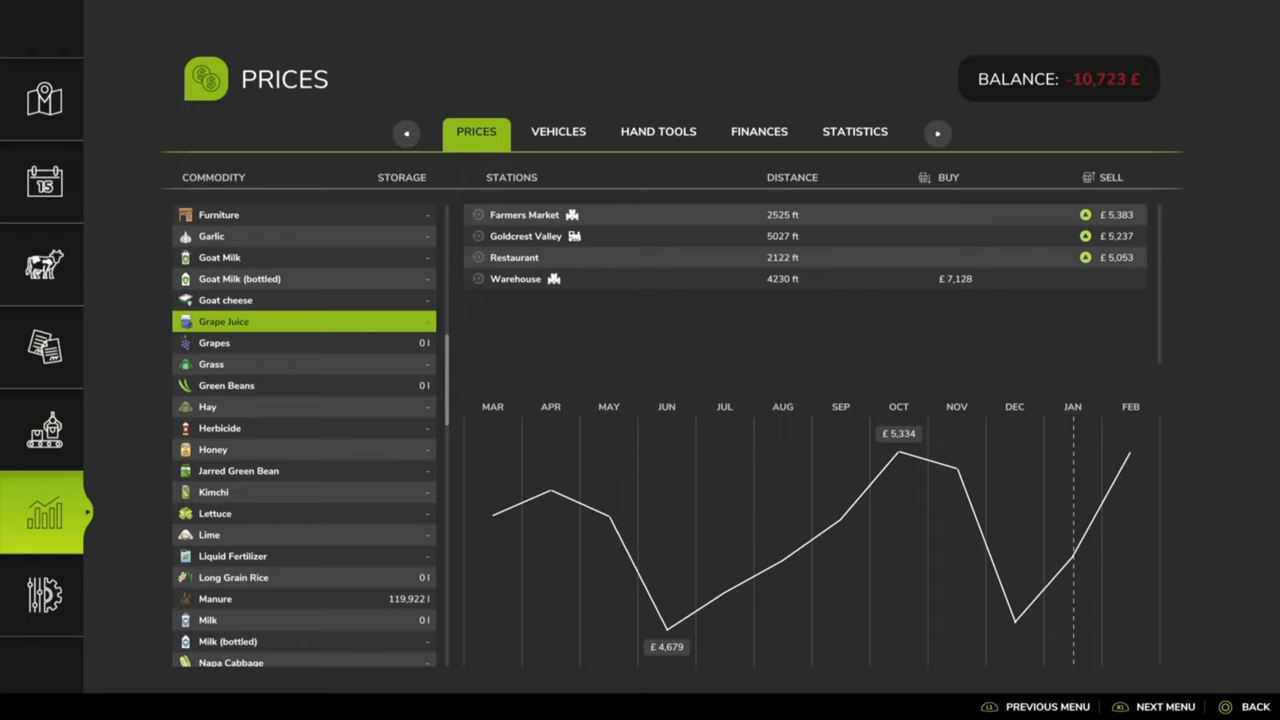 PRICES
BALANCE: -10,723 £
PRICES VEHICLES HAND TOOLS FINANCES STATISTICS
COMMODITY STORAGE STATIONS DISTANCE BUY SELL
Furniture -
Garlic -
Goat Milk -
Goat Milk (bottled) -
Goat cheese -
Grape Juice -
Grapes 0 l
Grass -
Green Beans 0 l
Hay -
Herbicide -
Honey -
Jarred Green Bean -
Kimchi -
Lettuce -
Lime -
Liquid Fertilizer -
Long Grain Rice 0 l
Manure 119,922 l
Milk 0 l
Milk (bottled) -
Napa Cabbage -
Farmers Market 2525 ft £ 5,383
Goldcrest Valley 5027 ft £ 5,237
Restaurant 2122 ft £ 5,053
Warehouse 4230 ft £ 7,128
MAR APR MAY JUN JUL AUG SEP OCT NOV DEC JAN FEB
£ 5,334
£ 4,679
15
L1 PREVIOUS MENU R1 NEXT MENU BACK